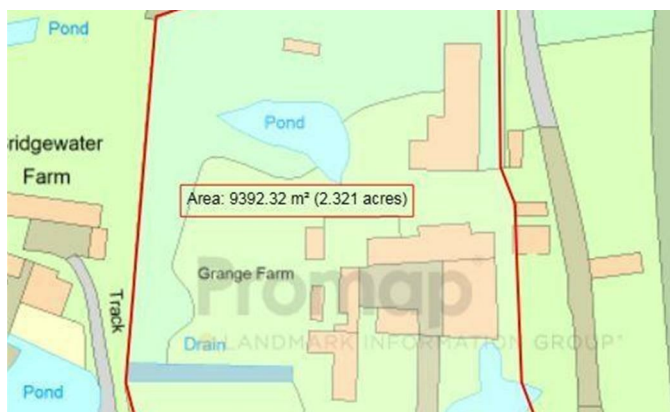 Pond
Pond
ridgewater
Farm
Area: 9392.32 m² (2.321 acres)
Grange Farm
Promap
© LANDMARK INFORMATION GROUP
Track
Drain
Pond